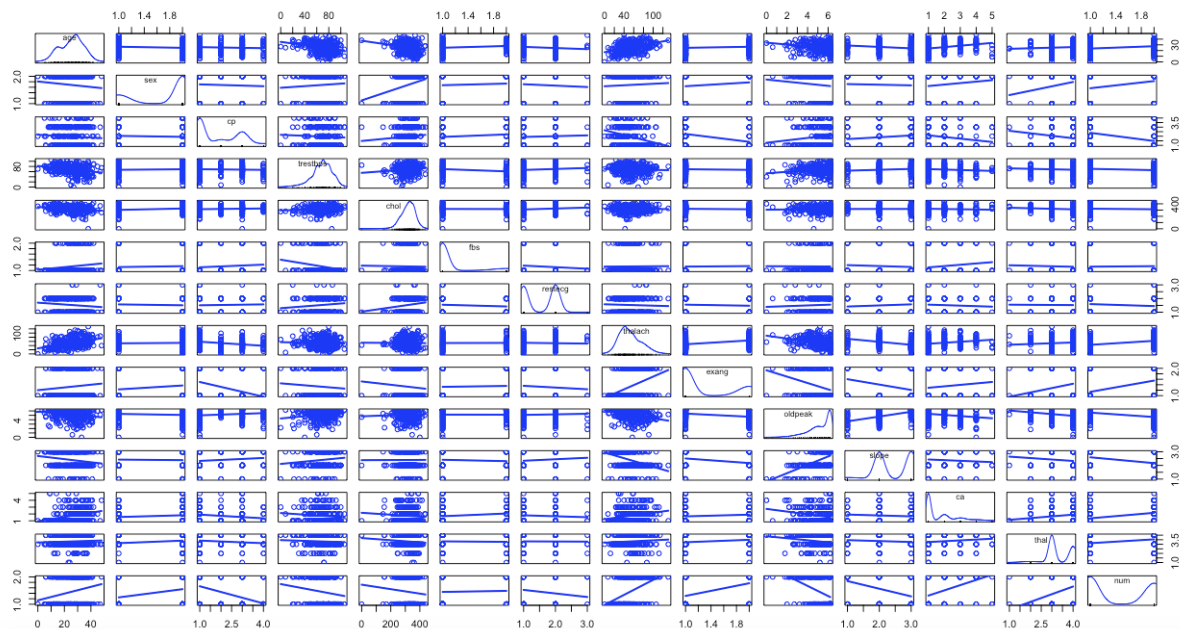 1.0 1.4 1.8 0 40 80 1.0 1.4 1.8 0 40 100 0 2 4 6 1 2 3 4 5 1.0 1.8
age 0 30
1.0 2.0 sex
cp 1.0 3.5
0 80 trestbps
chol 0 400
1.0 2.0 fbs
restecg 1.0 3.0
0 100 thalach
exang 1.0 2.0
0 4 oldpeak
slope 1.0 3.0
1 4 ca
thal 1.0 3.5
1.0 2.0 num
0 20 40 1.0 2.5 4.0 0 200 400 1.0 2.0 3.0 1.0 1.4 1.8 1.0 2.0 3.0 1.0 2.5 4.0